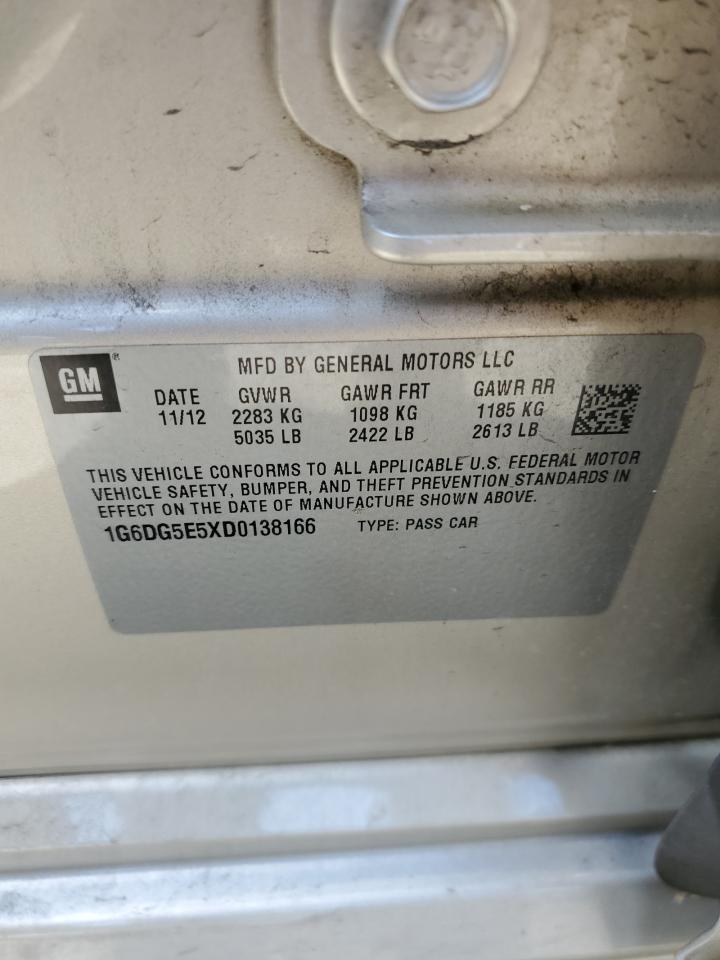 GM®
MFD BY GENERAL MOTORS LLC
DATE GVWR GAWR FRT GAWR RR
11/12 2283 KG 1098 KG 1185 KG
5035 LB 2422 LB 2613 LB
THIS VEHICLE CONFORMS TO ALL APPLICABLE U.S. FEDERAL MOTOR
VEHICLE SAFETY, BUMPER, AND THEFT PREVENTION STANDARDS IN
EFFECT ON THE DATE OF MANUFACTURE SHOWN ABOVE.
1G6DG5E5XD0138166 TYPE: PASS CAR